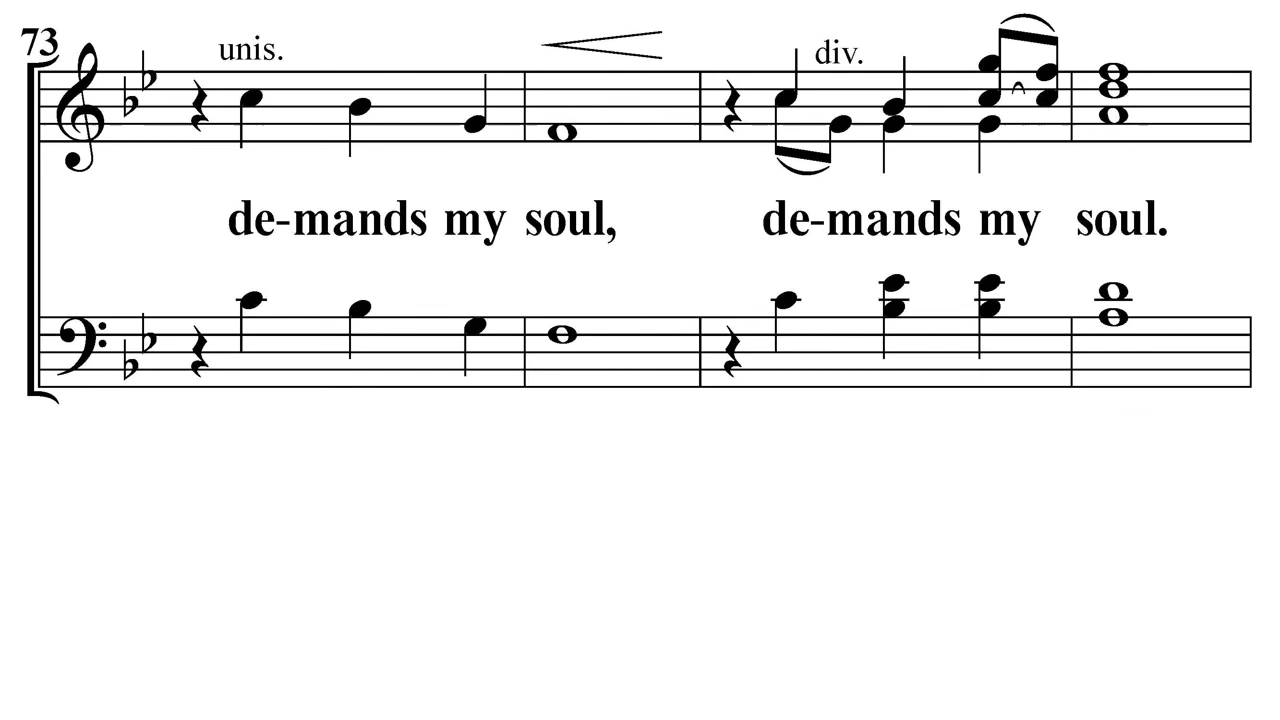 73
unis.
div.
de-mands my soul, de-mands my soul.